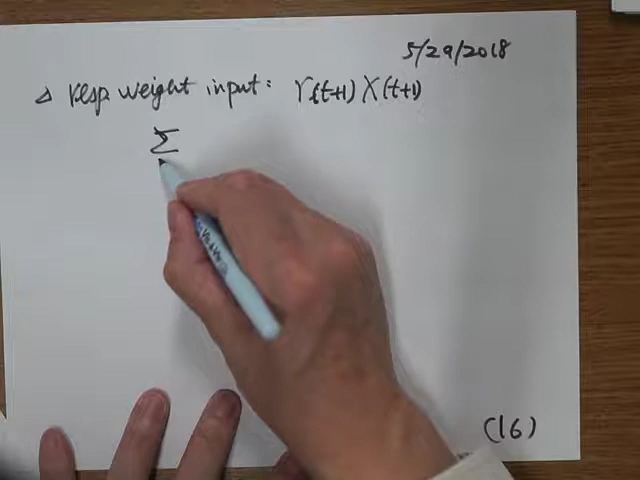 5/29/2018
△ resp weight input: Y(t+1) X(t+1)
Σ
(16)